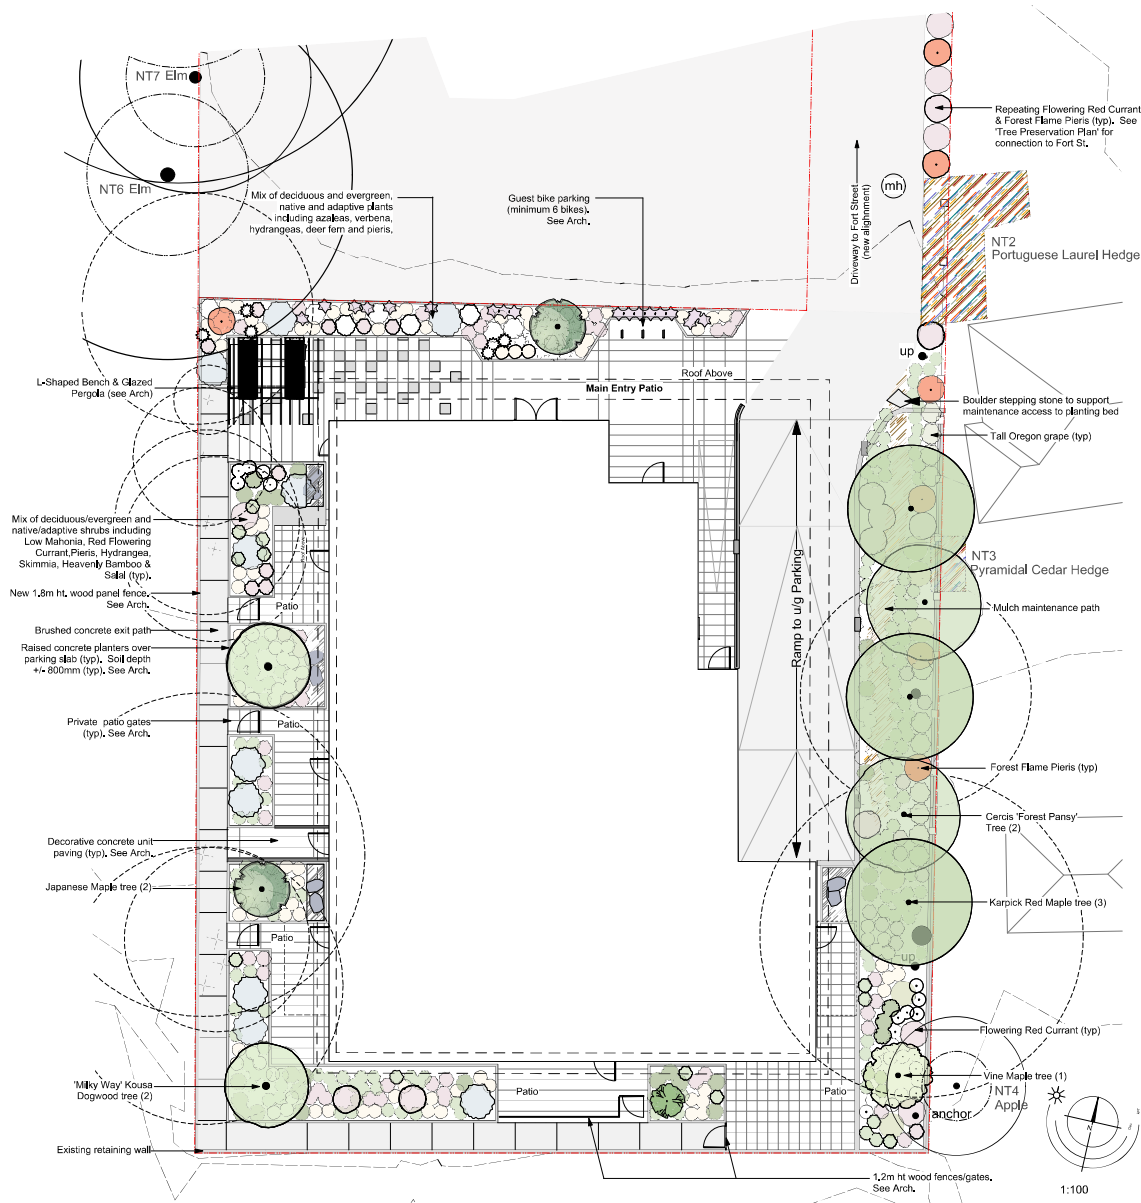 NT7 Elm
NT6 Elm
Mix of deciduous and evergreen,
native and adaptive plants
including azaleas, verbena,
hydrangeas, deer fern and pieris,
Guest bike parking
(minimum 6 bikes).
See Arch.
Driveway to Fort Street
(new alighnment)
mh
Repeating Flowering Red Currant
& Forest Flame Pieris (typ). See
'Tree Preservation Plan' for
connection to Fort St.
NT2
Portuguese Laurel Hedge
up
L-Shaped Bench & Glazed
Pergola (see Arch)
Roof Above
Main Entry Patio
Boulder stepping stone to support
maintenance access to planting bed
Tall Oregon grape (typ)
Mix of deciduous/evergreen and
native/adaptive shrubs including
Low Mahonia, Red Flowering
Currant,Pieris, Hydrangea,
Skimmia, Heavenly Bamboo &
Salal (typ).
New 1.8m ht. wood panel fence.
See Arch.
Patio
Brushed concrete exit path
Raised concrete planters over
parking slab (typ). Soil depth
+/- 800mm (typ). See Arch.
Ramp to u/g Parking
NT3
Pyramidal Cedar Hedge
Mulch maintenance path
Private patio gates
(typ). See Arch.
Patio
Forest Flame Pieris (typ)
Cercis 'Forest Pansy'
Tree (2)
Decorative concrete unit
paving (typ). See Arch.
Japanese Maple tree (2)
Karpick Red Maple tree (3)
Patio
up
Flowering Red Currant (typ)
'Milky Way' Kousa
Dogwood tree (2)
Patio
Patio
Vine Maple tree (1)
NT4
Apple
anchor
Existing retaining wall
1.2m ht wood fences/gates.
See Arch.
N
1:100